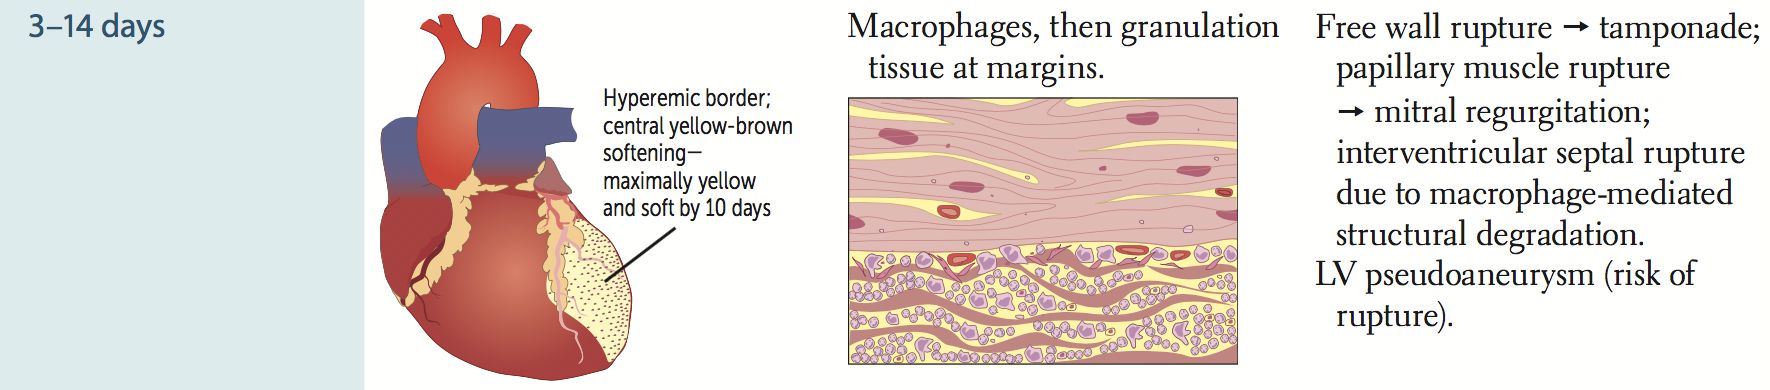 3–14 days
Hyperemic border;
central yellow-brown
softening—
maximally yellow
and soft by 10 days
Macrophages, then granulation
tissue at margins.
Free wall rupture → tamponade;
papillary muscle rupture
→ mitral regurgitation;
interventricular septal rupture
due to macrophage-mediated
structural degradation.
LV pseudoaneurysm (risk of
rupture).